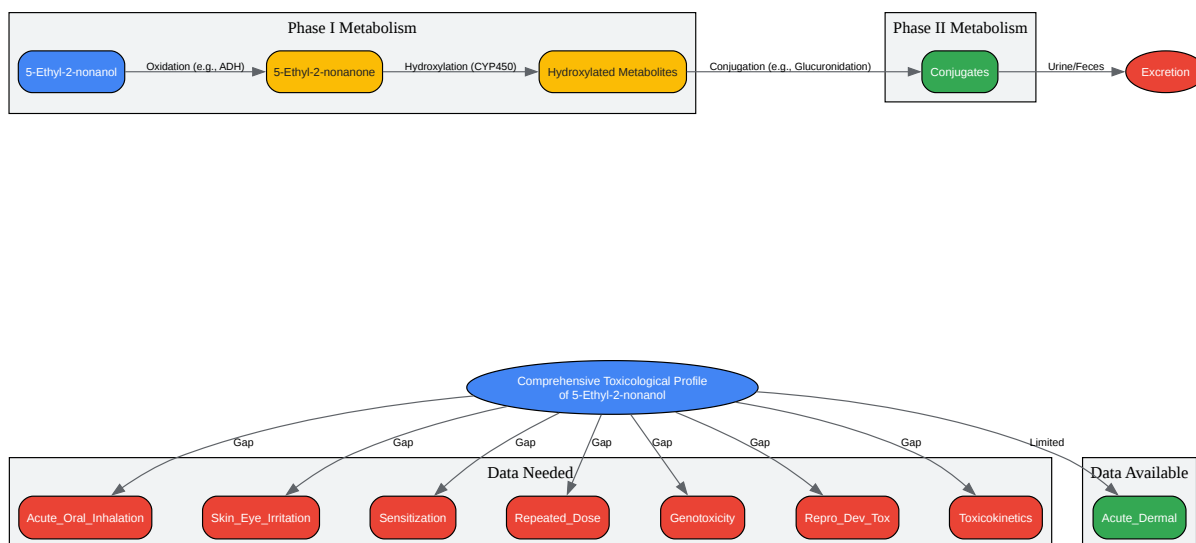 Phase I Metabolism
Phase II Metabolism
5-Ethyl-2-nonanol
Oxidation (e.g., ADH)
5-Ethyl-2-nonanone
Hydroxylation (CYP450)
Hydroxylated Metabolites
Conjugation (e.g., Glucuronidation)
Conjugates
Urine/Feces
Excretion
Comprehensive Toxicological Profile
of 5-Ethyl-2-nonanol
Gap
Gap
Gap
Gap
Gap
Gap
Gap
Limited
Data Needed
Data Available
Acute_Oral_Inhalation
Skin_Eye_Irritation
Sensitization
Repeated_Dose
Genotoxicity
Repro_Dev_Tox
Toxicokinetics
Acute_Dermal